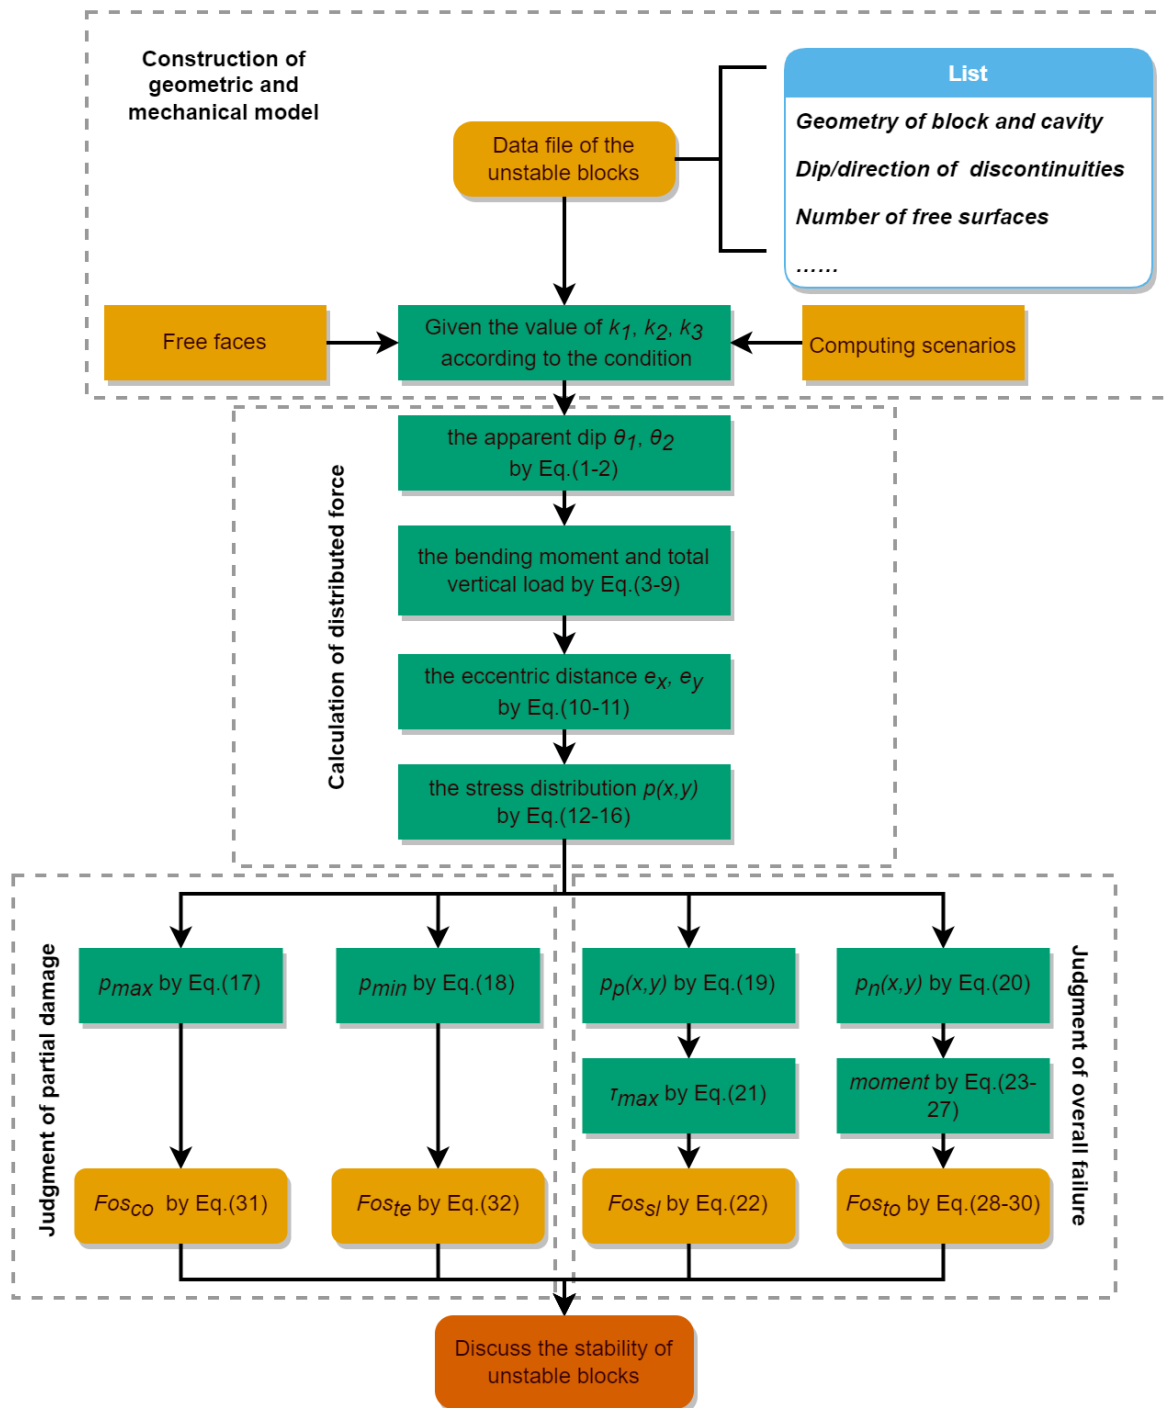 Construction of
geometric and
mechanical model
List
Geometry of block and cavity
Dip/direction of discontinuities
Number of free surfaces
......
Data file of the
unstable blocks
Free faces
Given the value of k1, k2, k3
according to the condition
Computing scenarios
Calculation of distributed force
the apparent dip θ1, θ2
by Eq.(1-2)
the bending moment and total
vertical load by Eq.(3-9)
the eccentric distance ex, ey
by Eq.(10-11)
the stress distribution p(x,y)
by Eq.(12-16)
Judgment of partial damage
pmax by Eq.(17)
pmin by Eq.(18)
pp(x,y) by Eq.(19)
pn(x,y) by Eq.(20)
Judgment of overall failure
τmax by Eq.(21)
moment by Eq.(23-
27)
Fosco by Eq.(31)
Foste by Eq.(32)
Fossl by Eq.(22)
Fosto by Eq.(28-30)
Discuss the stability of
unstable blocks